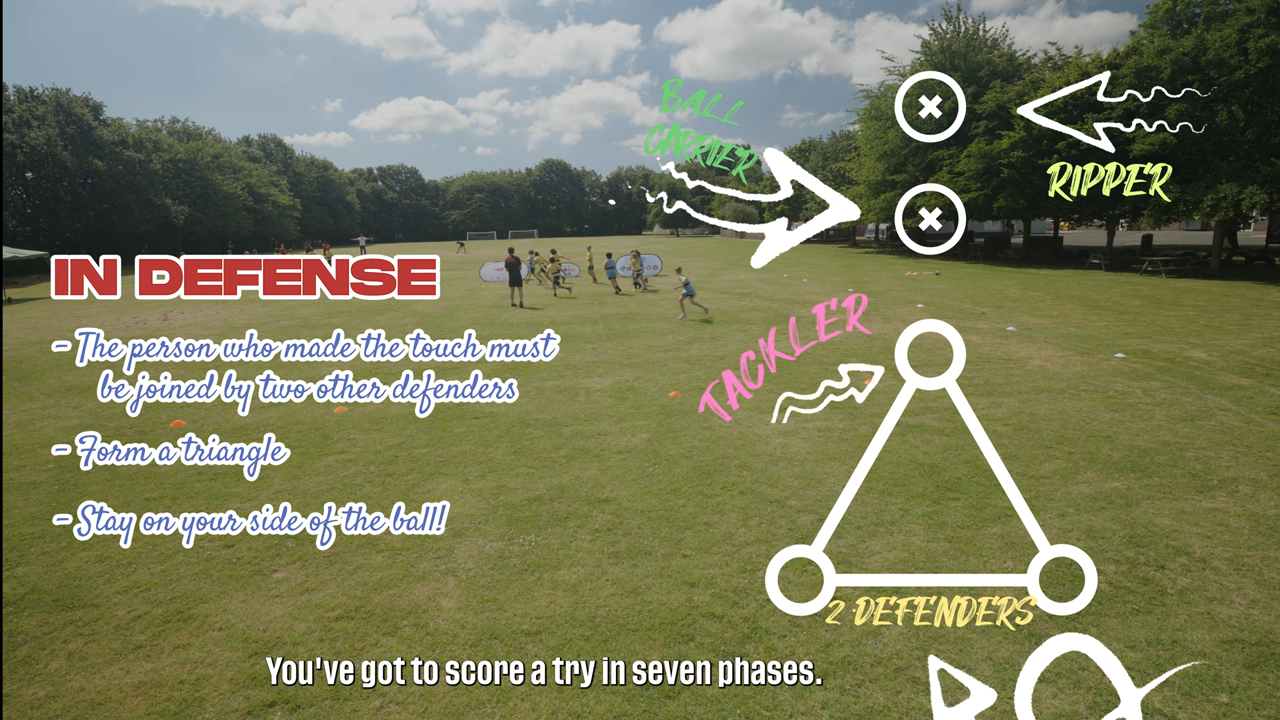 BALL
CARRIER
RIPPER
IN DEFENSE
- The person who made the touch must
be joined by two other defenders
- Form a triangle
- Stay on your side of the ball!
TACKLER
2 DEFENDERS
You've got to score a try in seven phases.